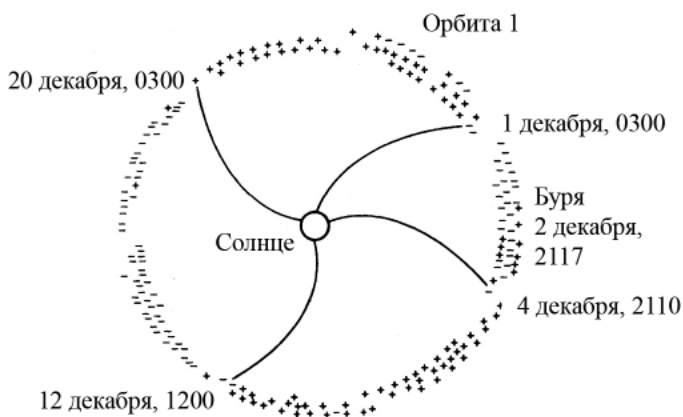 Орбита 1
20 декабря, 0300
1 декабря, 0300
Буря
2 декабря,
2117
Солнце
4 декабря, 2110
12 декабря, 1200